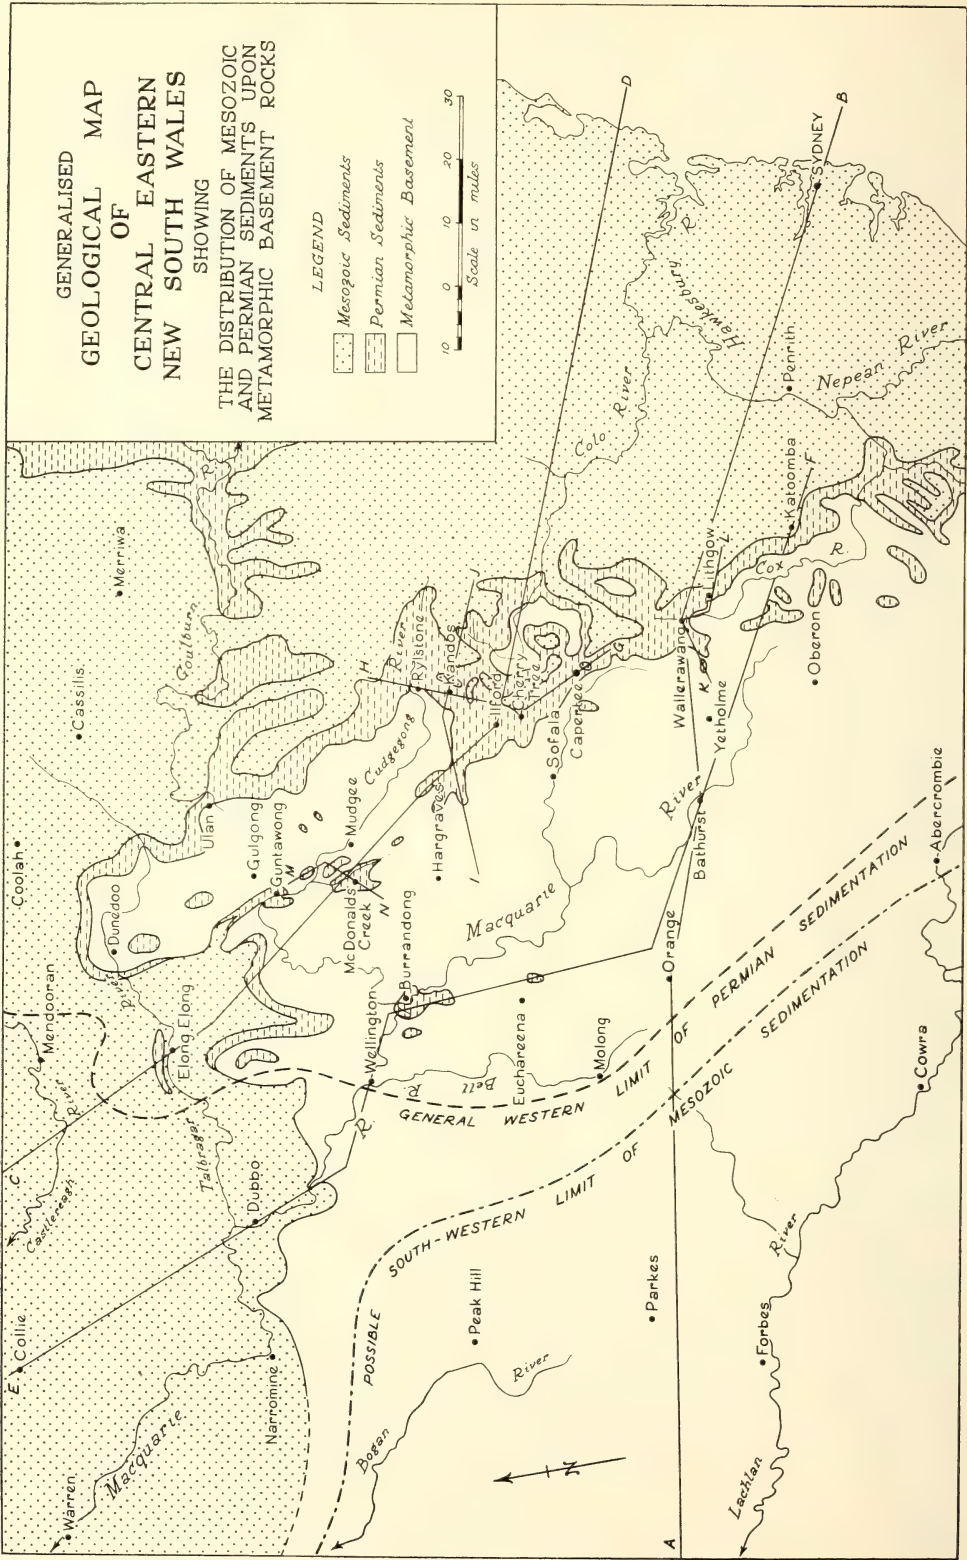 GENERALISED
GEOLOGICAL MAP
OF
CENTRAL EASTERN
NEW SOUTH WALES
SHOWING
THE DISTRIBUTION OF MESOZOIC
AND PERMIAN SEDIMENTS UPON
METAMORPHIC BASEMENT ROCKS
LEGEND
Mesozoic Sediments
Permian Sediments
Metamorphic Basement
10 0 10 20 30
Scale in miles
Warren
Macquarie
E Collie
Narromine
C
Castlereagh River
Mendooran
Coolah
Cassilis
Merriwa
Goulburn
R.
Dubbo
Talbragar
River
Elong Elong
Dunedoo
Ulan
Gulgong
Guntawong
M
McDonalds
Creek
N
Mudgee
Cudgegong
River
H
Rylstone
Kandos
J
I
Hargraves
Ilford
Cherry
Tree
Sofala
Capertee
G
D
Colo River
Hawkesbury
R.
Wellington
R.
Burrandong
Bell R.
Euchareena
Molong
Macquarie
River
GENERAL WESTERN LIMIT OF PERMIAN SEDIMENTATION
POSSIBLE SOUTH-WESTERN LIMIT OF MESOZOIC SEDIMENTATION
Bogan
River
Peak Hill
Parkes
N
A
Orange
Bathurst
Yetholme
K
Wallerawang
Lithgow
L
Cox
R.
Katoomba
F
Oberon
Penrith
Nepean River
SYDNEY
B
Lachlan
Forbes
River
Cowra
Abercrombie